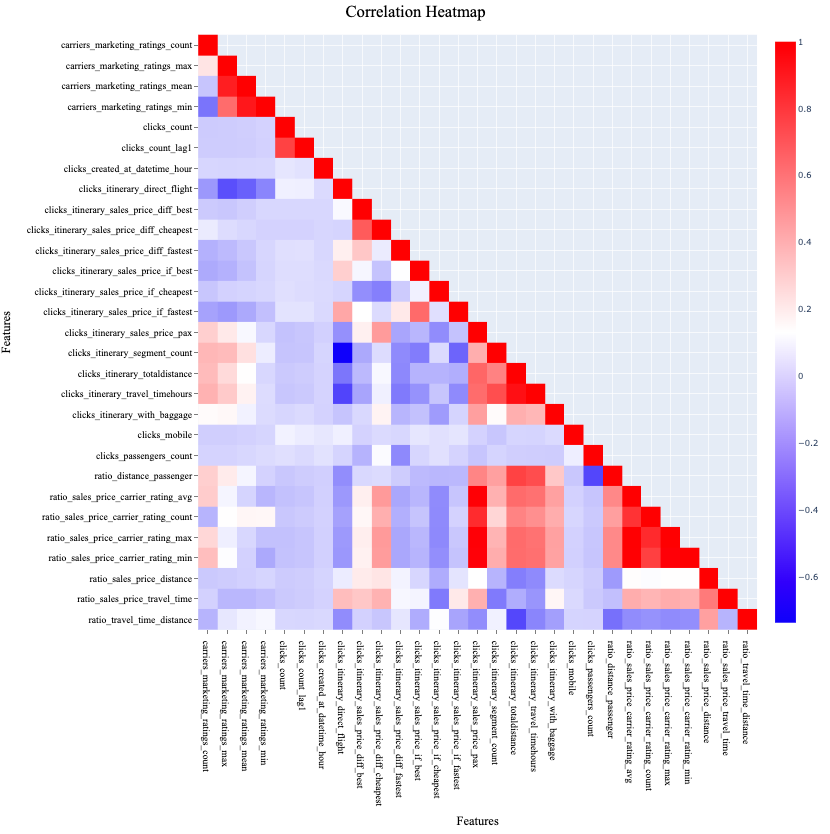 Correlation Heatmap
Features
carriers_marketing_ratings_count
carriers_marketing_ratings_max
carriers_marketing_ratings_mean
carriers_marketing_ratings_min
clicks_count
clicks_count_lag1
clicks_created_at_datetime_hour
clicks_itinerary_direct_flight
clicks_itinerary_sales_price_diff_best
clicks_itinerary_sales_price_diff_cheapest
clicks_itinerary_sales_price_diff_fastest
clicks_itinerary_sales_price_if_best
clicks_itinerary_sales_price_if_cheapest
clicks_itinerary_sales_price_if_fastest
clicks_itinerary_sales_price_pax
clicks_itinerary_segment_count
clicks_itinerary_totaldistance
clicks_itinerary_travel_timehours
clicks_itinerary_with_baggage
clicks_mobile
clicks_passengers_count
ratio_distance_passenger
ratio_sales_price_carrier_rating_avg
ratio_sales_price_carrier_rating_count
ratio_sales_price_carrier_rating_max
ratio_sales_price_carrier_rating_min
ratio_sales_price_distance
ratio_sales_price_travel_time
ratio_travel_time_distance
carriers_marketing_ratings_count
carriers_marketing_ratings_max
carriers_marketing_ratings_mean
carriers_marketing_ratings_min
clicks_count
clicks_count_lag1
clicks_created_at_datetime_hour
clicks_itinerary_direct_flight
clicks_itinerary_sales_price_diff_best
clicks_itinerary_sales_price_diff_cheapest
clicks_itinerary_sales_price_diff_fastest
clicks_itinerary_sales_price_if_best
clicks_itinerary_sales_price_if_cheapest
clicks_itinerary_sales_price_if_fastest
clicks_itinerary_sales_price_pax
clicks_itinerary_segment_count
clicks_itinerary_totaldistance
clicks_itinerary_travel_timehours
clicks_itinerary_with_baggage
clicks_mobile
clicks_passengers_count
ratio_distance_passenger
ratio_sales_price_carrier_rating_avg
ratio_sales_price_carrier_rating_count
ratio_sales_price_carrier_rating_max
ratio_sales_price_carrier_rating_min
ratio_sales_price_distance
ratio_sales_price_travel_time
ratio_travel_time_distance
Features
1
0.8
0.6
0.4
0.2
0
−0.2
−0.4
−0.6